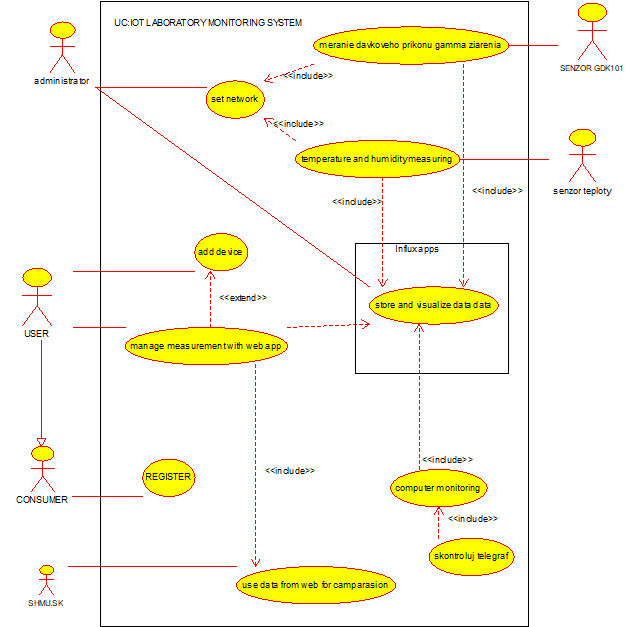 UC:IOT LABORATORY MONITORING SYSTEM
meranie davkoveho prikonu gamma ziarenia
SENZOR GDK101
administrator
<<include>>
set network
<<include>>
temperature and humidity measuring
<<include>>
senzor teploty
<<include>>
add device
Influx apps
<<extend>>
store and visualize data data
USER
manage measurement with web app
<<include>>
<<include>>
REGISTER
CONSUMER
computer monitoring
<<include>>
skontroluj telegraf
use data from web for camparasion
SHMU.SK